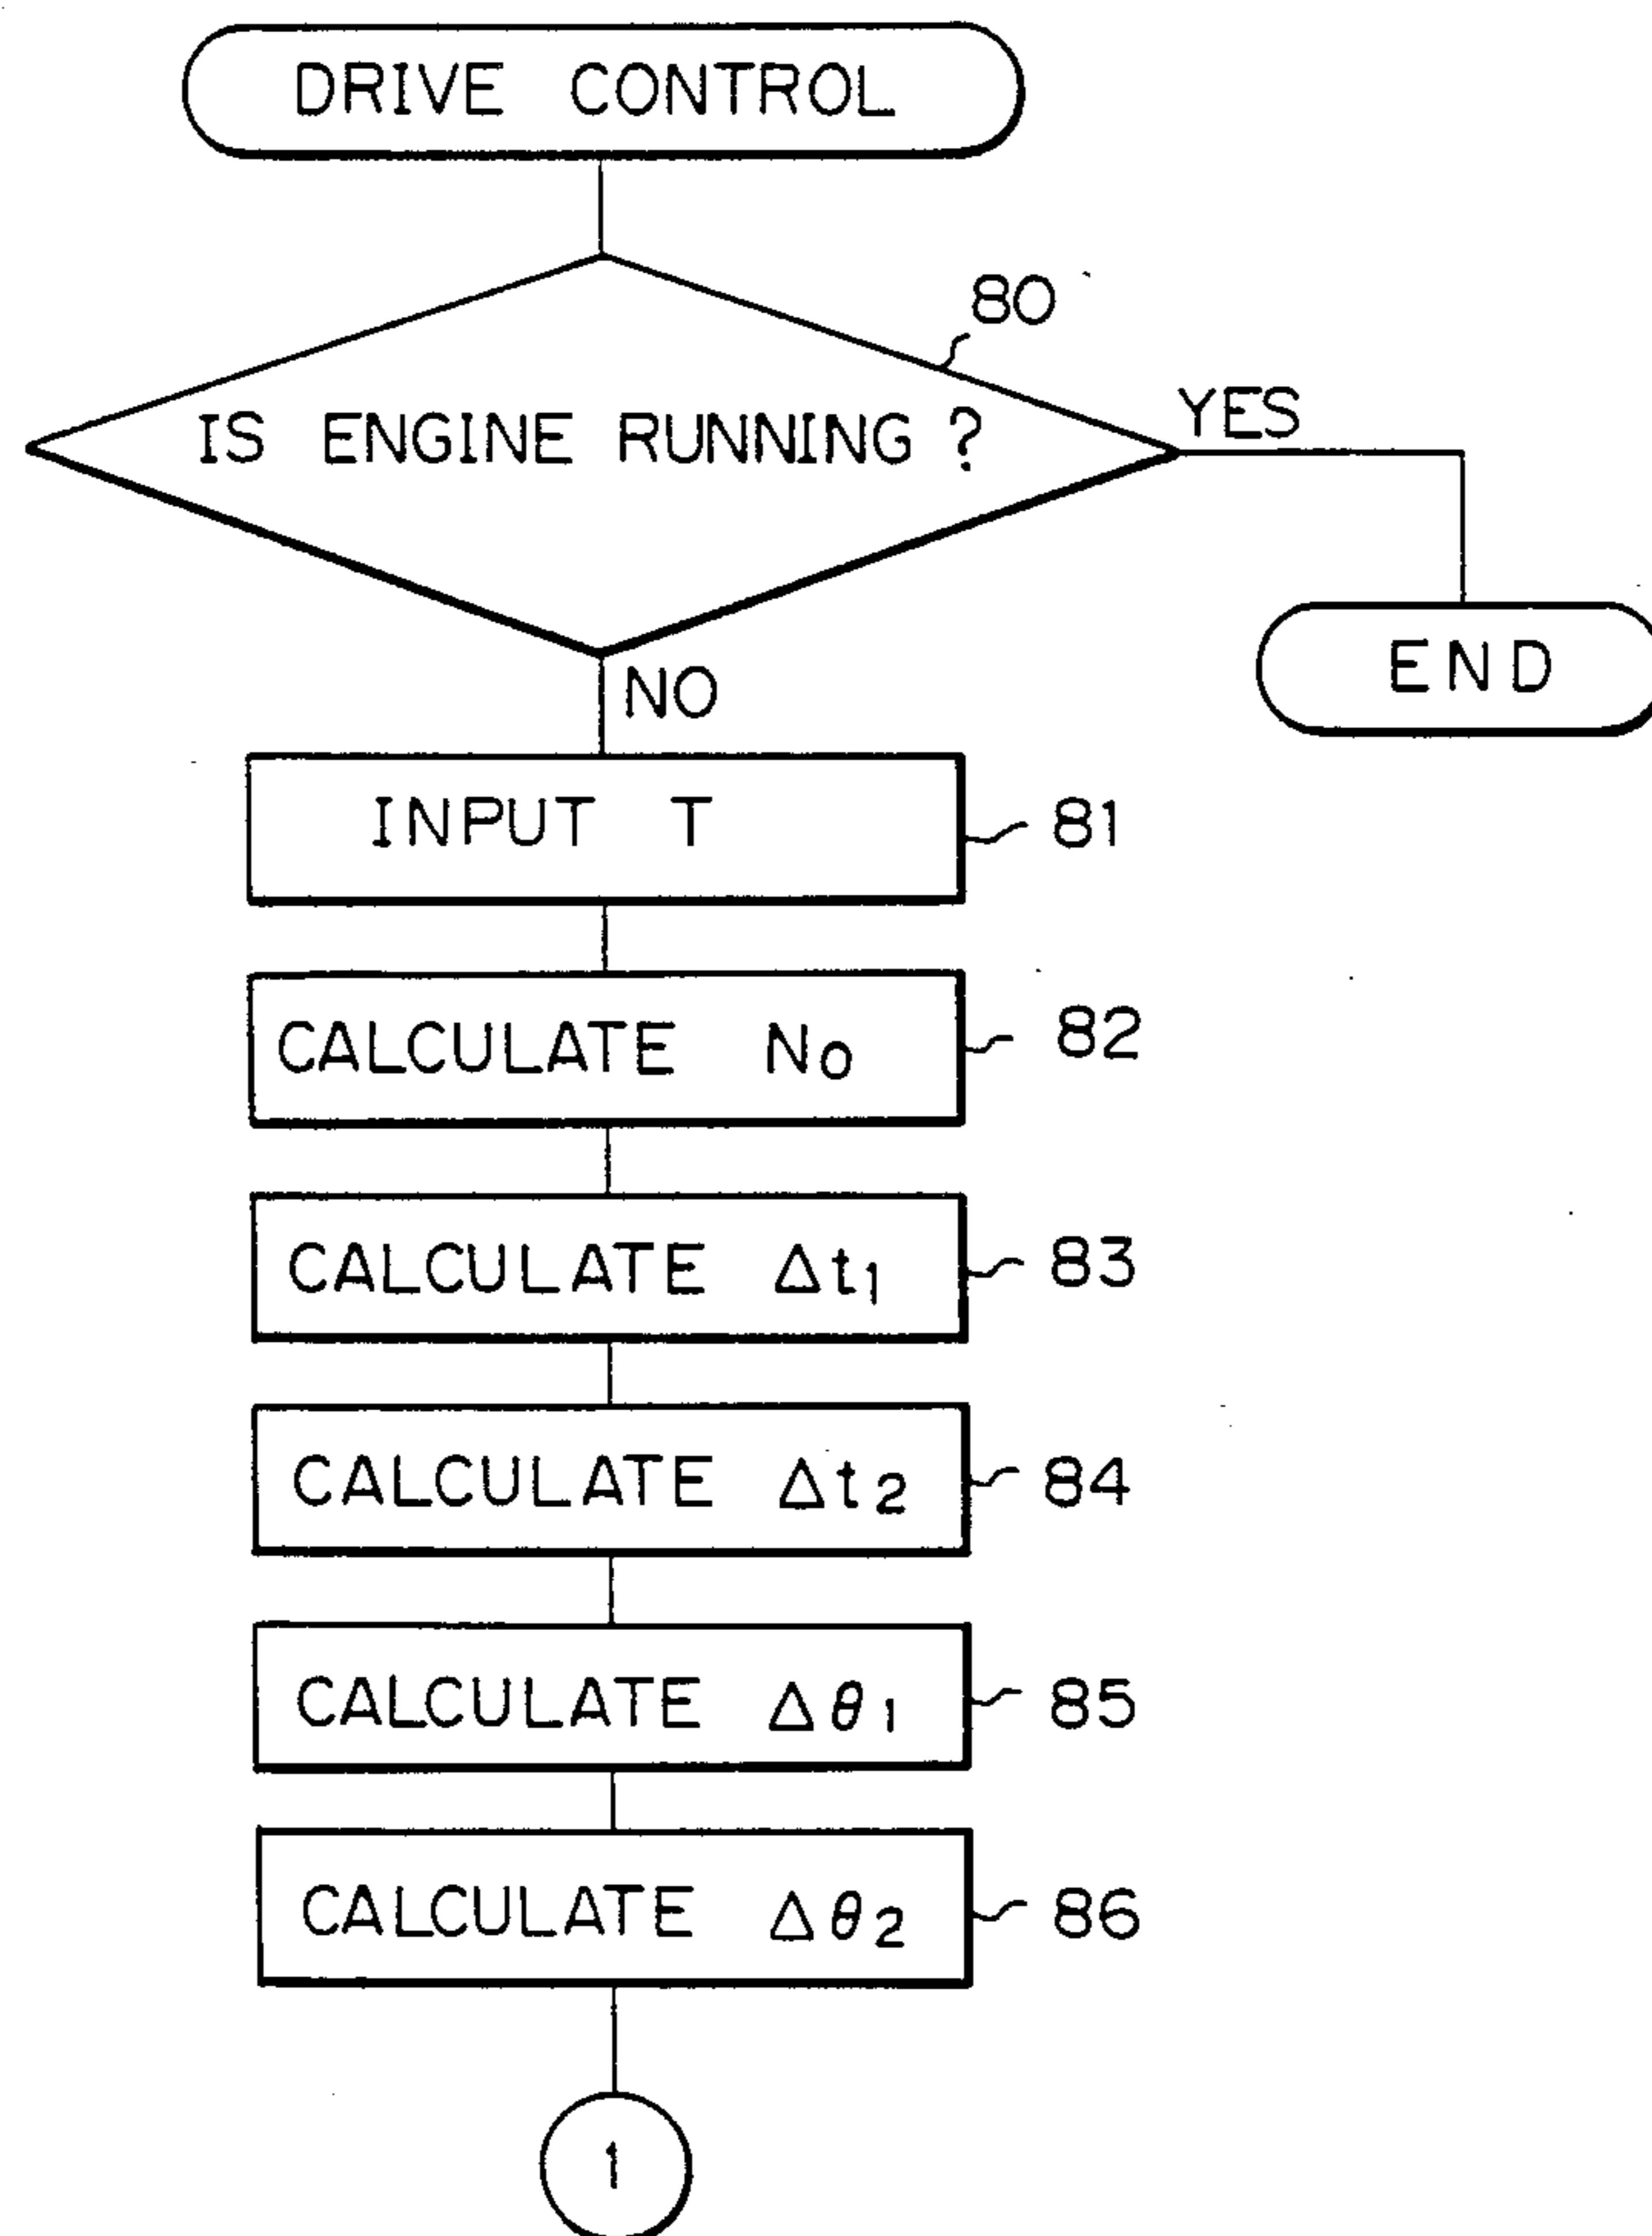 DRIVE CONTROL
80
IS ENGINE RUNNING ?
YES
END
NO
INPUT T
81
CALCULATE No
82
CALCULATE Δt1
83
CALCULATE Δt2
84
CALCULATE Δθ1
85
CALCULATE Δθ2
86
1